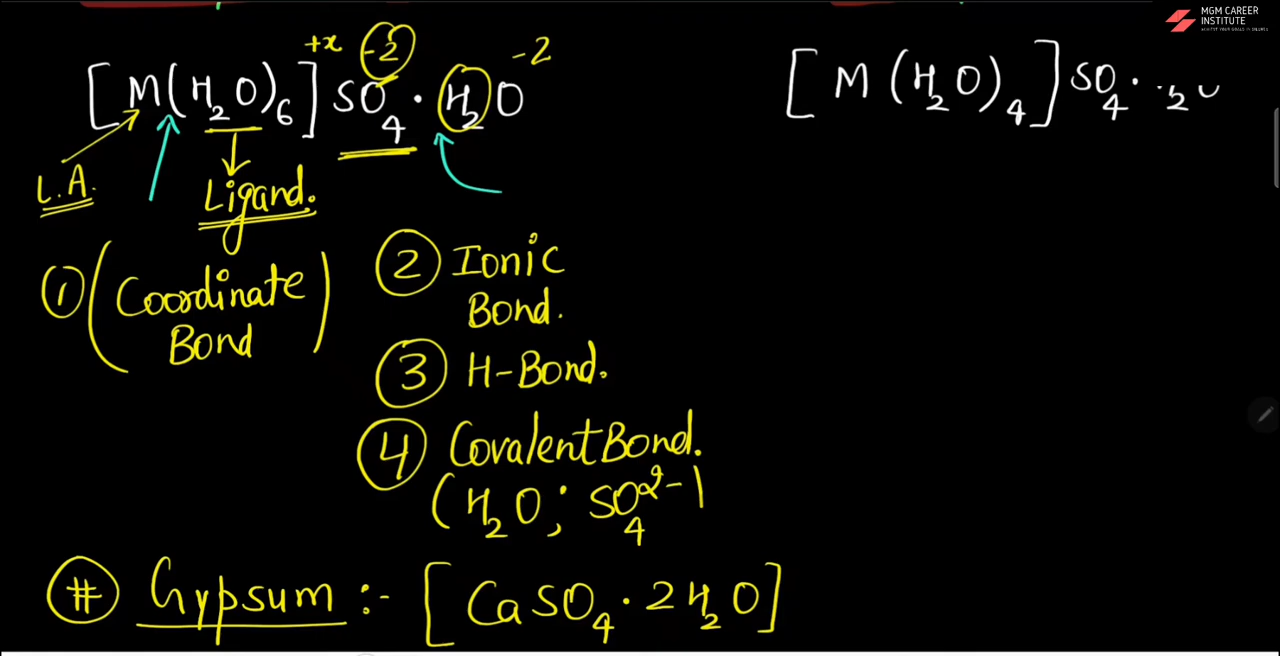 MGM CAREER
INSTITUTE
[M(H₂O)₆]⁺ˣ SO₄⁻² · H₂O⁻²
[M(H₂O)₄]SO₄·
L.A.
Ligand.
① (Coordinate
Bond)
② Ionic
Bond.
③ H-Bond.
④ Covalent Bond.
(H₂O; SO₄²⁻)
# Gypsum :- [CaSO₄·2H₂O]